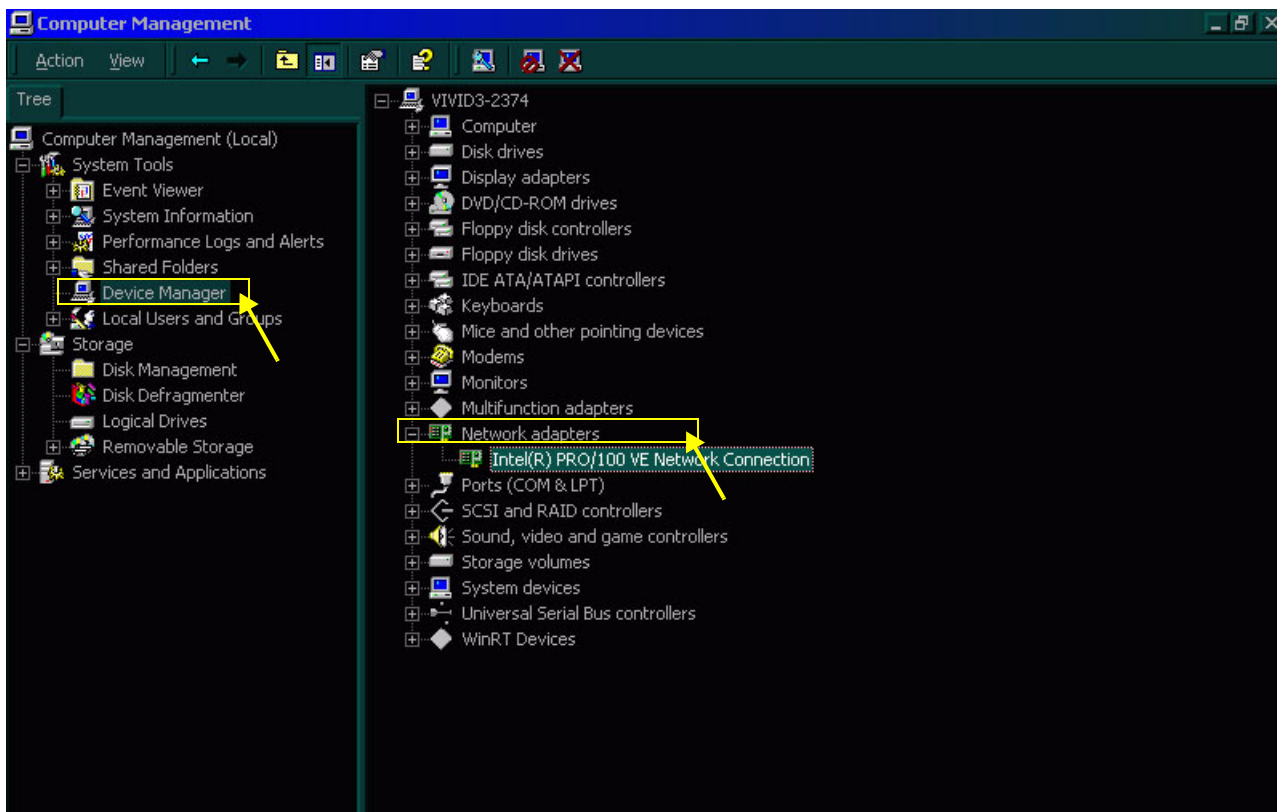 Computer Management
Action View
Tree
Computer Management (Local)
System Tools
Event Viewer
System Information
Performance Logs and Alerts
Shared Folders
Device Manager
Local Users and Groups
Storage
Disk Management
Disk Defragmenter
Logical Drives
Removable Storage
Services and Applications
VIVID3-2374
Computer
Disk drives
Display adapters
DVD/CD-ROM drives
Floppy disk controllers
Floppy disk drives
IDE ATA/ATAPI controllers
Keyboards
Mice and other pointing devices
Modems
Monitors
Multifunction adapters
Network adapters
Intel(R) PRO/100 VE Network Connection
Ports (COM & LPT)
SCSI and RAID controllers
Sound, video and game controllers
Storage volumes
System devices
Universal Serial Bus controllers
WinRT Devices